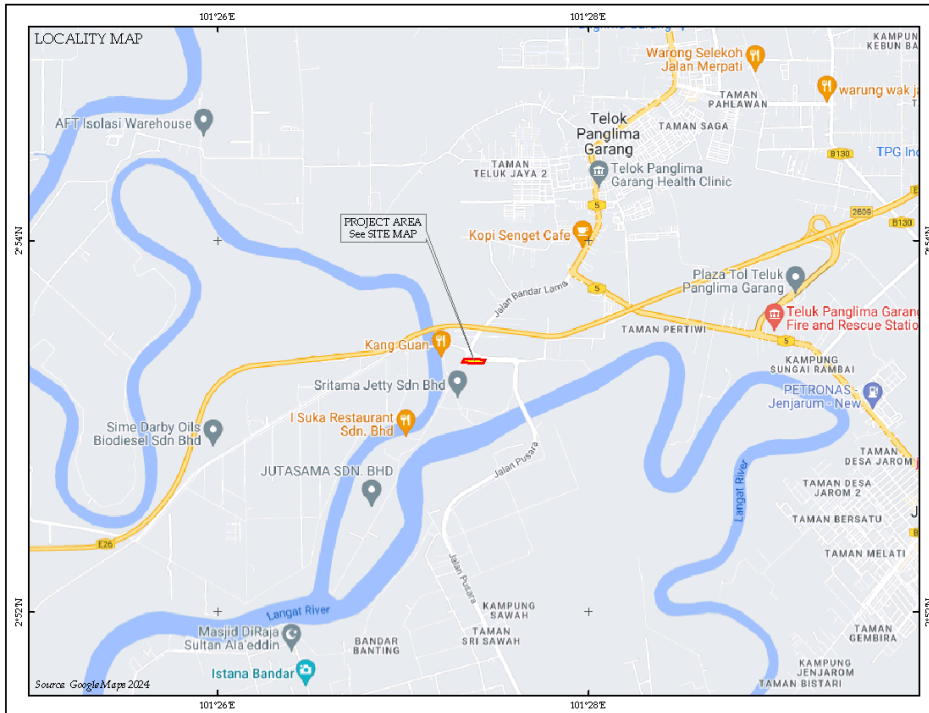 101°26'E
101°28'E
LOCALITY MAP
KAMPUNG
KEBUN BA
Warong Selekoh
Jalan Merpati
warung wak ja
TAMAN
PAHLAWAN
AFT Isolasi Warehouse
Telok
Panglima
Garang
TAMAN SAGA
B130
TPG Ind
TAMAN
TELUK JAYA 2
Telok Panglima
Garang Health Clinic
5
PROJECT AREA
See SITE MAP
2609
B130
Kopi Senget Cafe
2°54'N
2°54'N
Plaza Tol Teluk
Panglima Garang
Jalan Bandar Lama
5
5
TAMAN PERTIWI
Teluk Panglima Garang
Fire and Rescue Statio
5
Kang Guan
KAMPUNG
SUNGAI RAMBAI
Sritama Jetty Sdn Bhd
PETRONAS -
Jenjarum - New
I Suka Restaurant
Sdn. Bhd
Sime Darby Oils
Biodiesel Sdn Bhd
Jalan Pusara
TAMAN
DESA JAROM
JUTASAMA SDN. BHD
Langat River
TAMAN DESA
JAROM 2
TAMAN BERSATU
E26
TAMAN MELATI
Jalan Pusara
Langat River
KAMPUNG
SAWAH
2°52'N
2°52'N
Masjid DiRaja
Sultan Ala'eddin
BANDAR
BANTING
TAMAN
SRI SAWAH
TAMAN
GEMBIRA
Istana Bandar
KAMPUNG
JENJAROM
TAMAN BISTARI
Source: GoogleMaps 2024
101°26'E
101°28'E